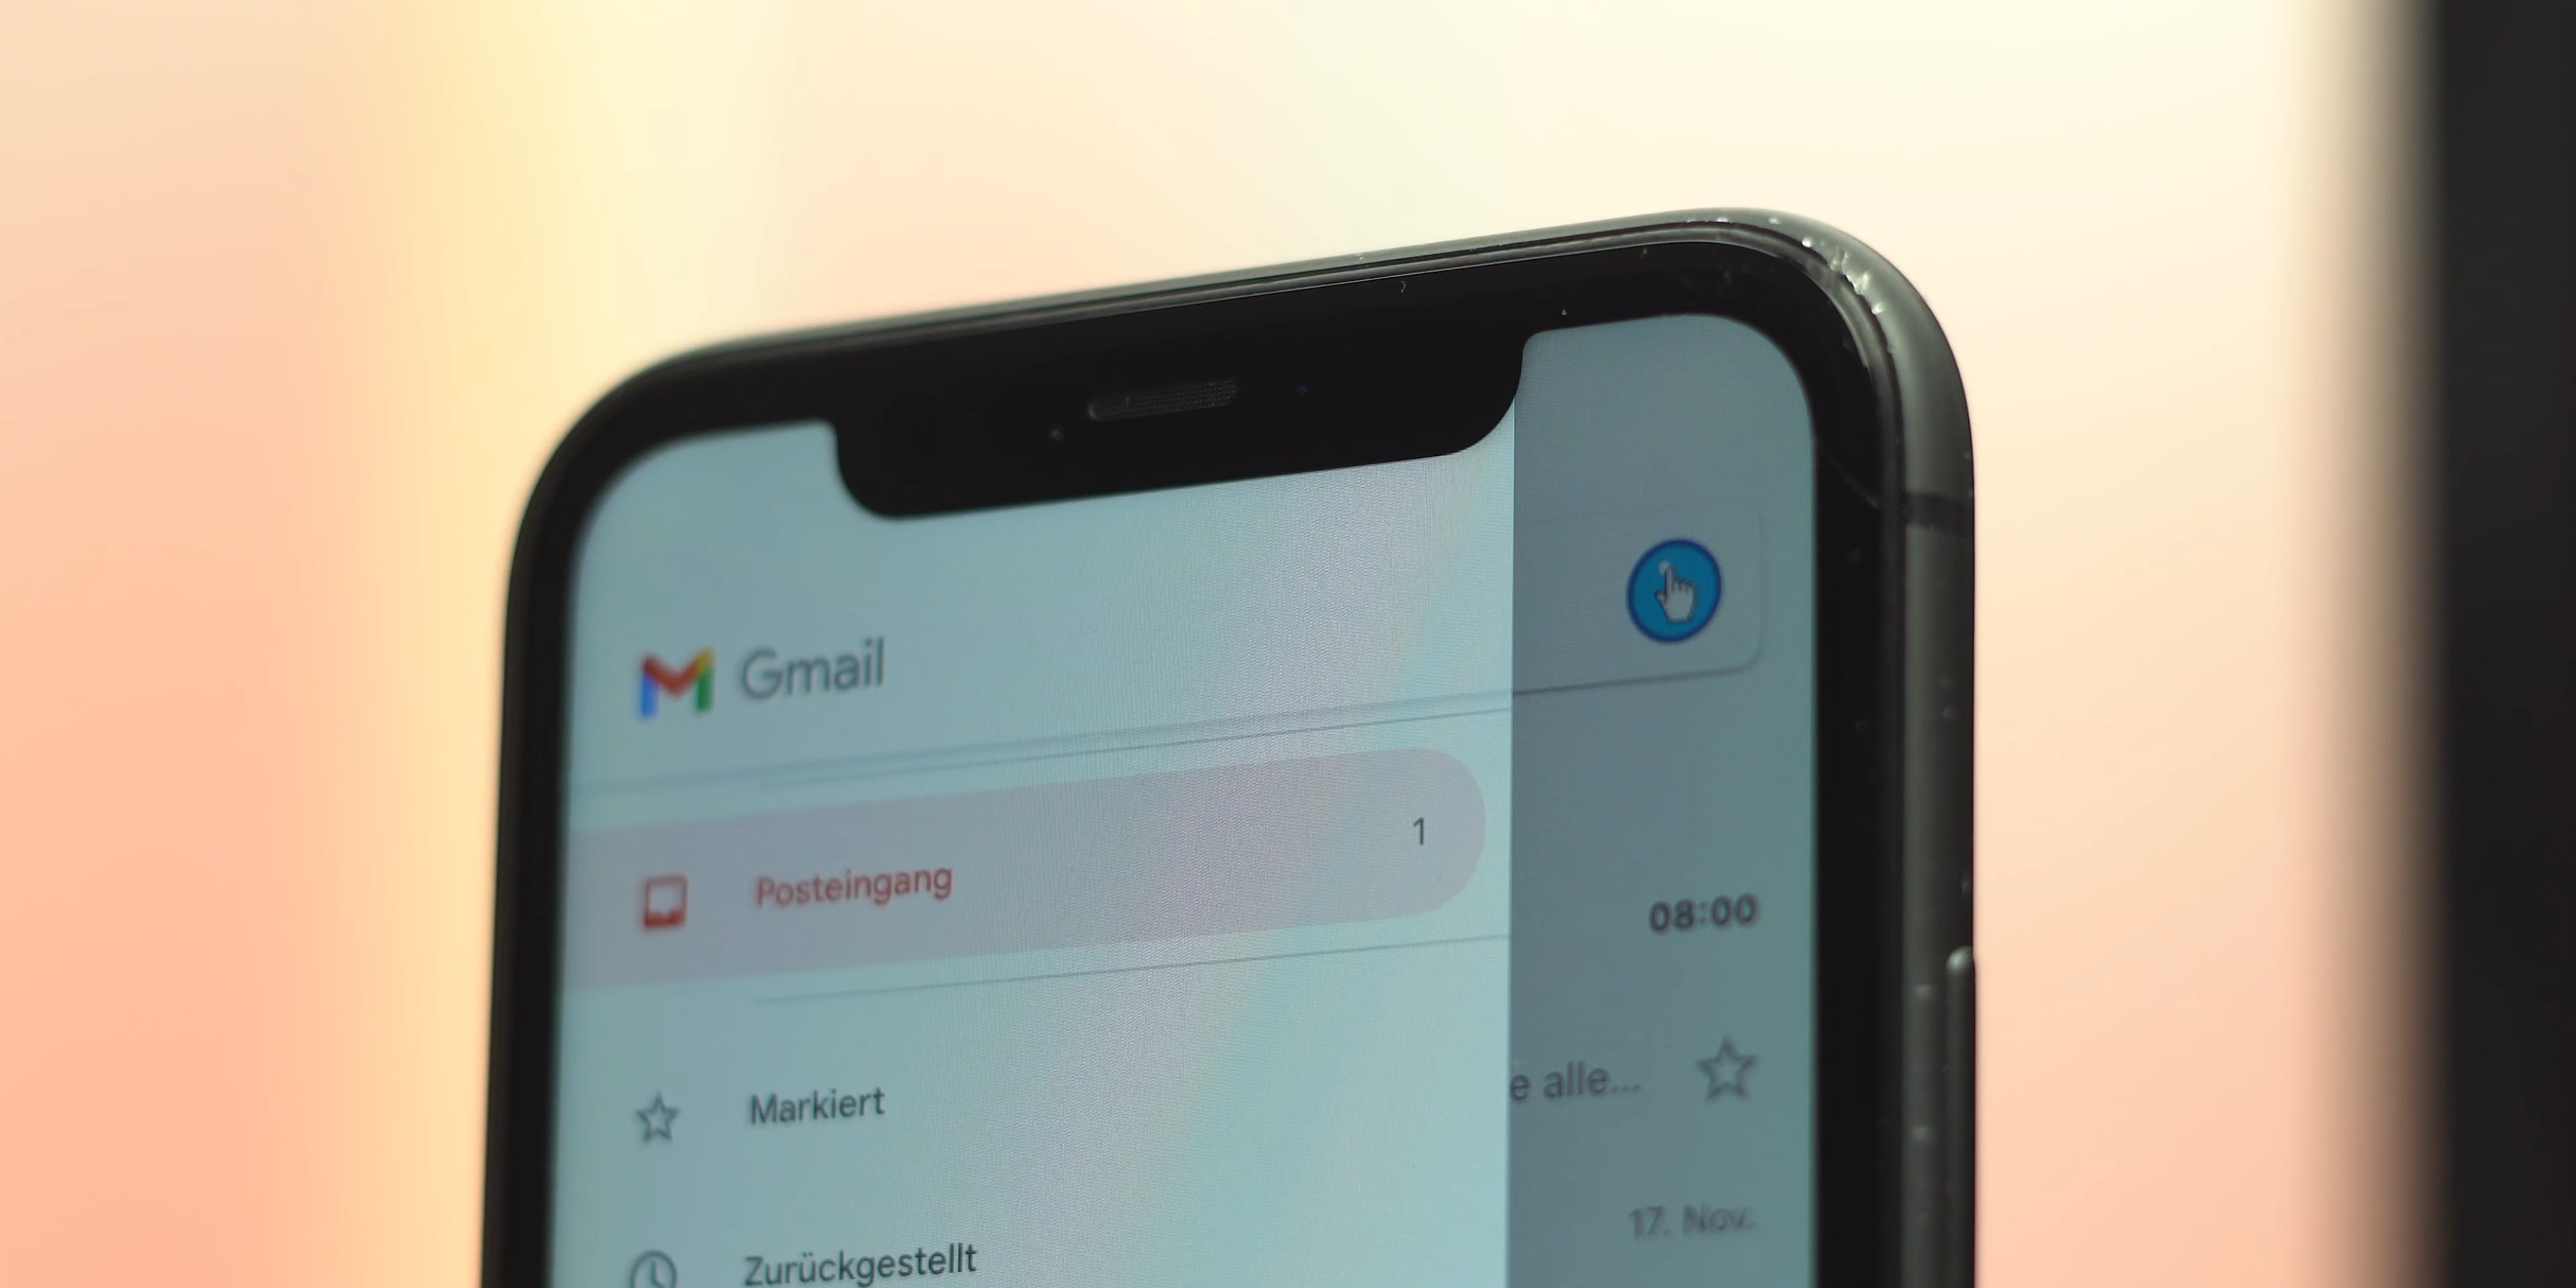 Gmail
Posteingang 1
08:00
e alle...
Markiert
17. Nov.
Zurückgestellt